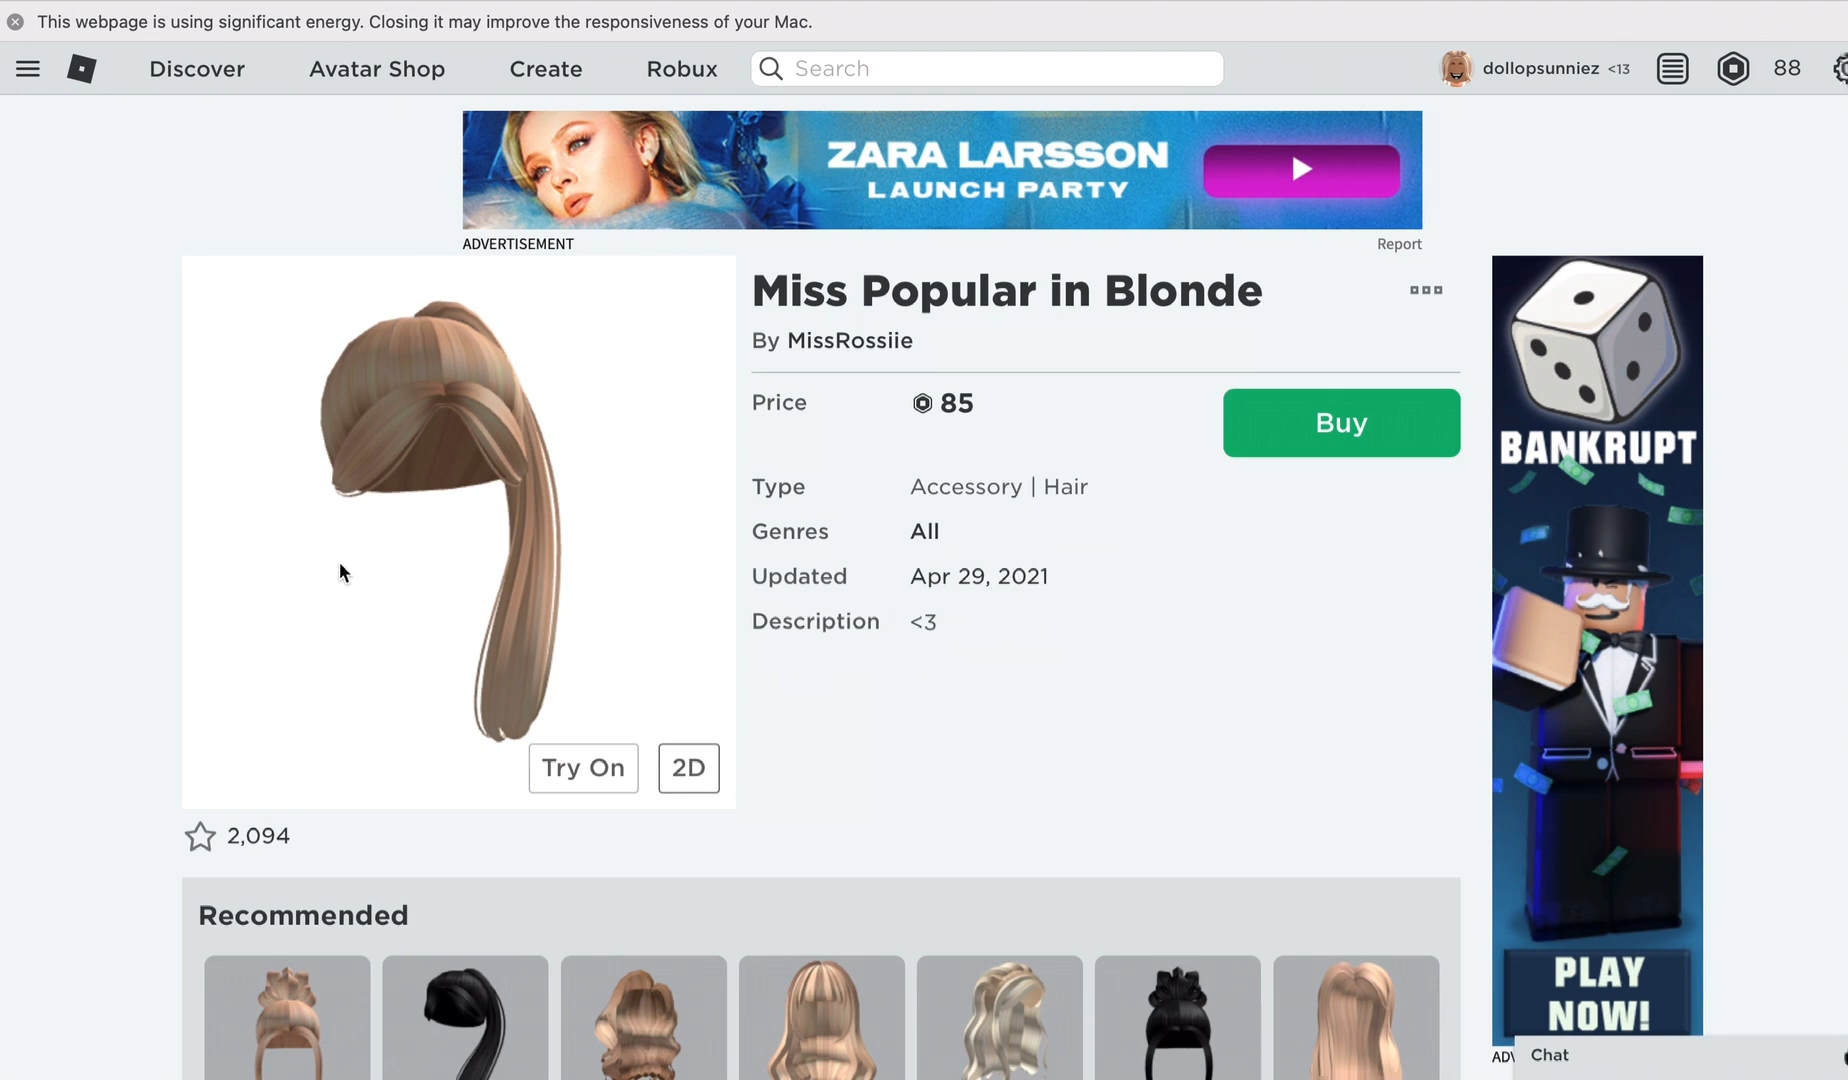 This webpage is using significant energy. Closing it may improve the responsiveness of your Mac.
Discover Avatar Shop Create Robux Search dollopsunniez <13 88
ZARA LARSSON
LAUNCH PARTY
ADVERTISEMENT Report
Miss Popular in Blonde
By MissRossiie
Price 85
Buy
Type Accessory | Hair
Genres All
Updated Apr 29, 2021
Description <3
Try On 2D
2,094
BANKRUPT
PLAY
NOW!
Recommended
Chat